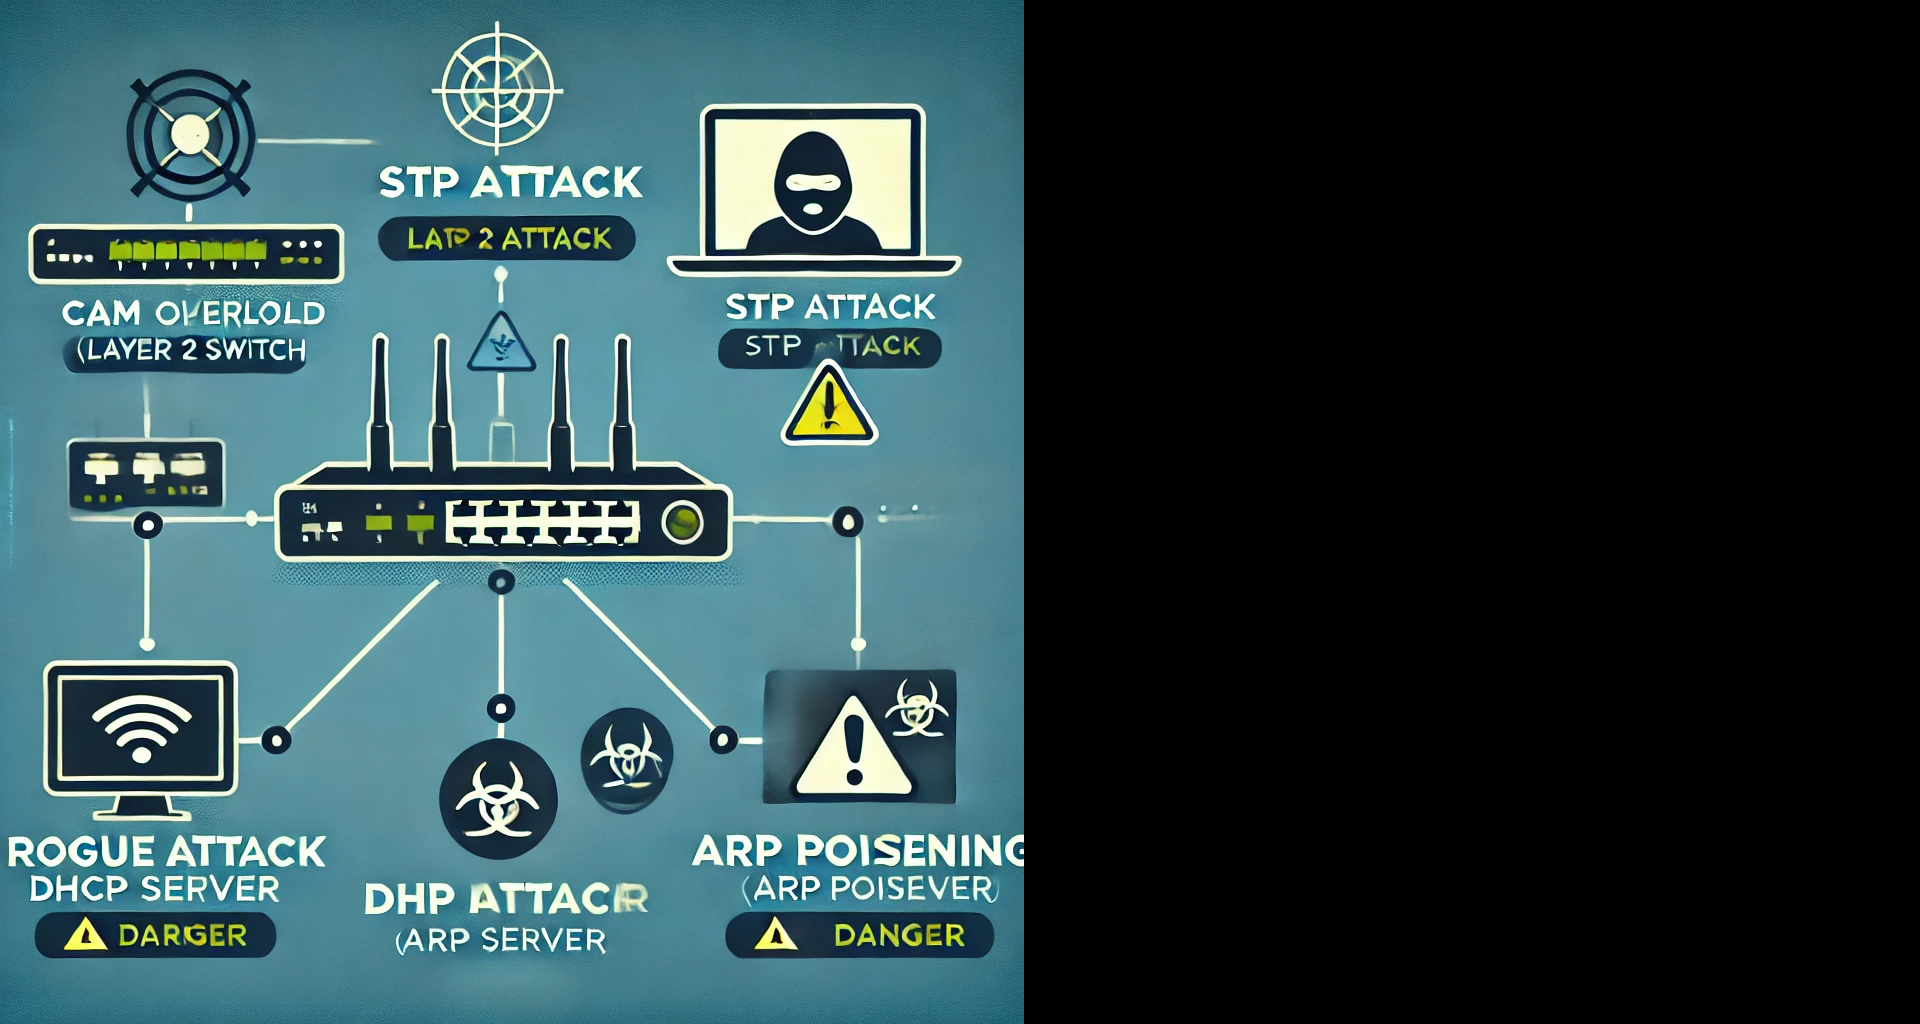 STP ATTACK
LATP 2 ATTACK
CAM OVERLOLD
(LAYER 2 SWITCH
STP ATTACK
STP ATTACK
ROGUE ATTACK
DHCP SERVER
DARGER
DHP ATTACR
(ARP SERVER
ARP POISENING
(ARP POISEVER)
DANGER